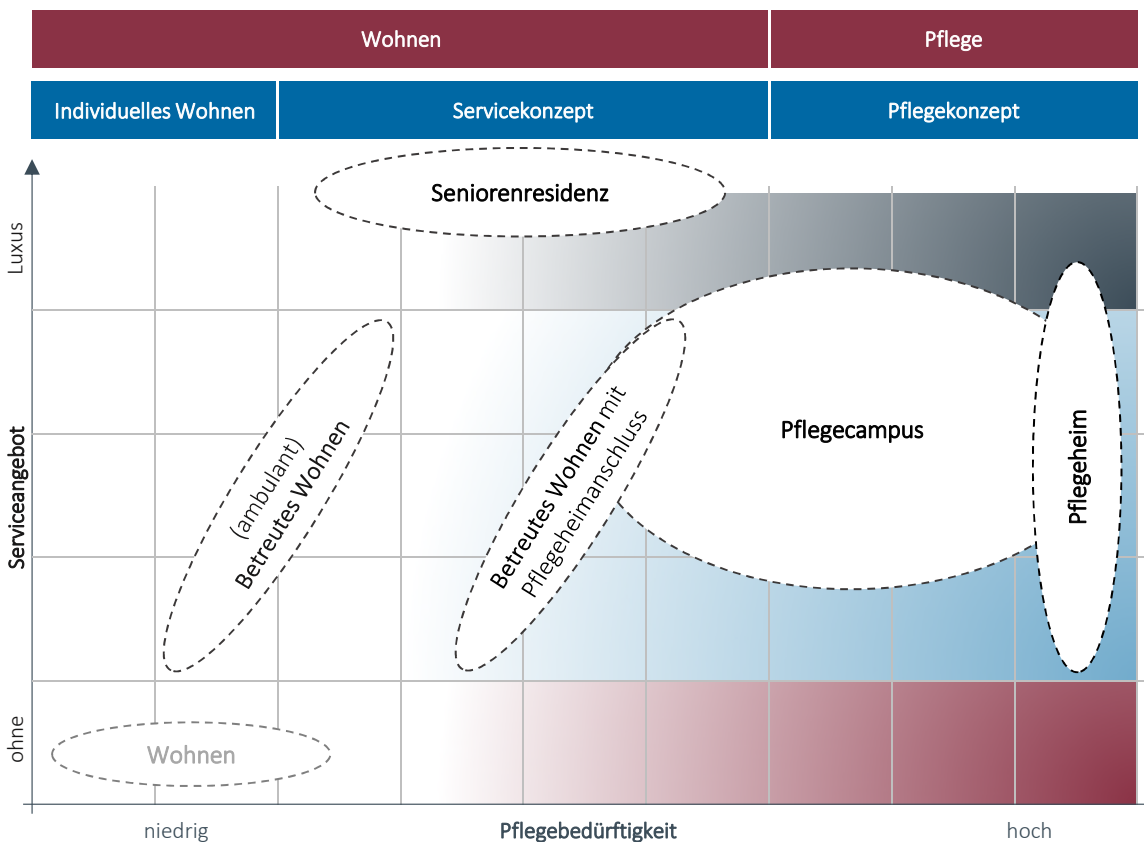 Wohnen
Pflege
Individuelles Wohnen
Servicekonzept
Pflegekonzept
Seniorenresidenz
Luxus
Serviceangebot
ohne
(ambulant)
Betreutes Wohnen
Betreutes Wohnen mit
Pflegeheimanschluss
Pflegecampus
Pflegeheim
Wohnen
niedrig
Pflegebedürftigkeit
hoch